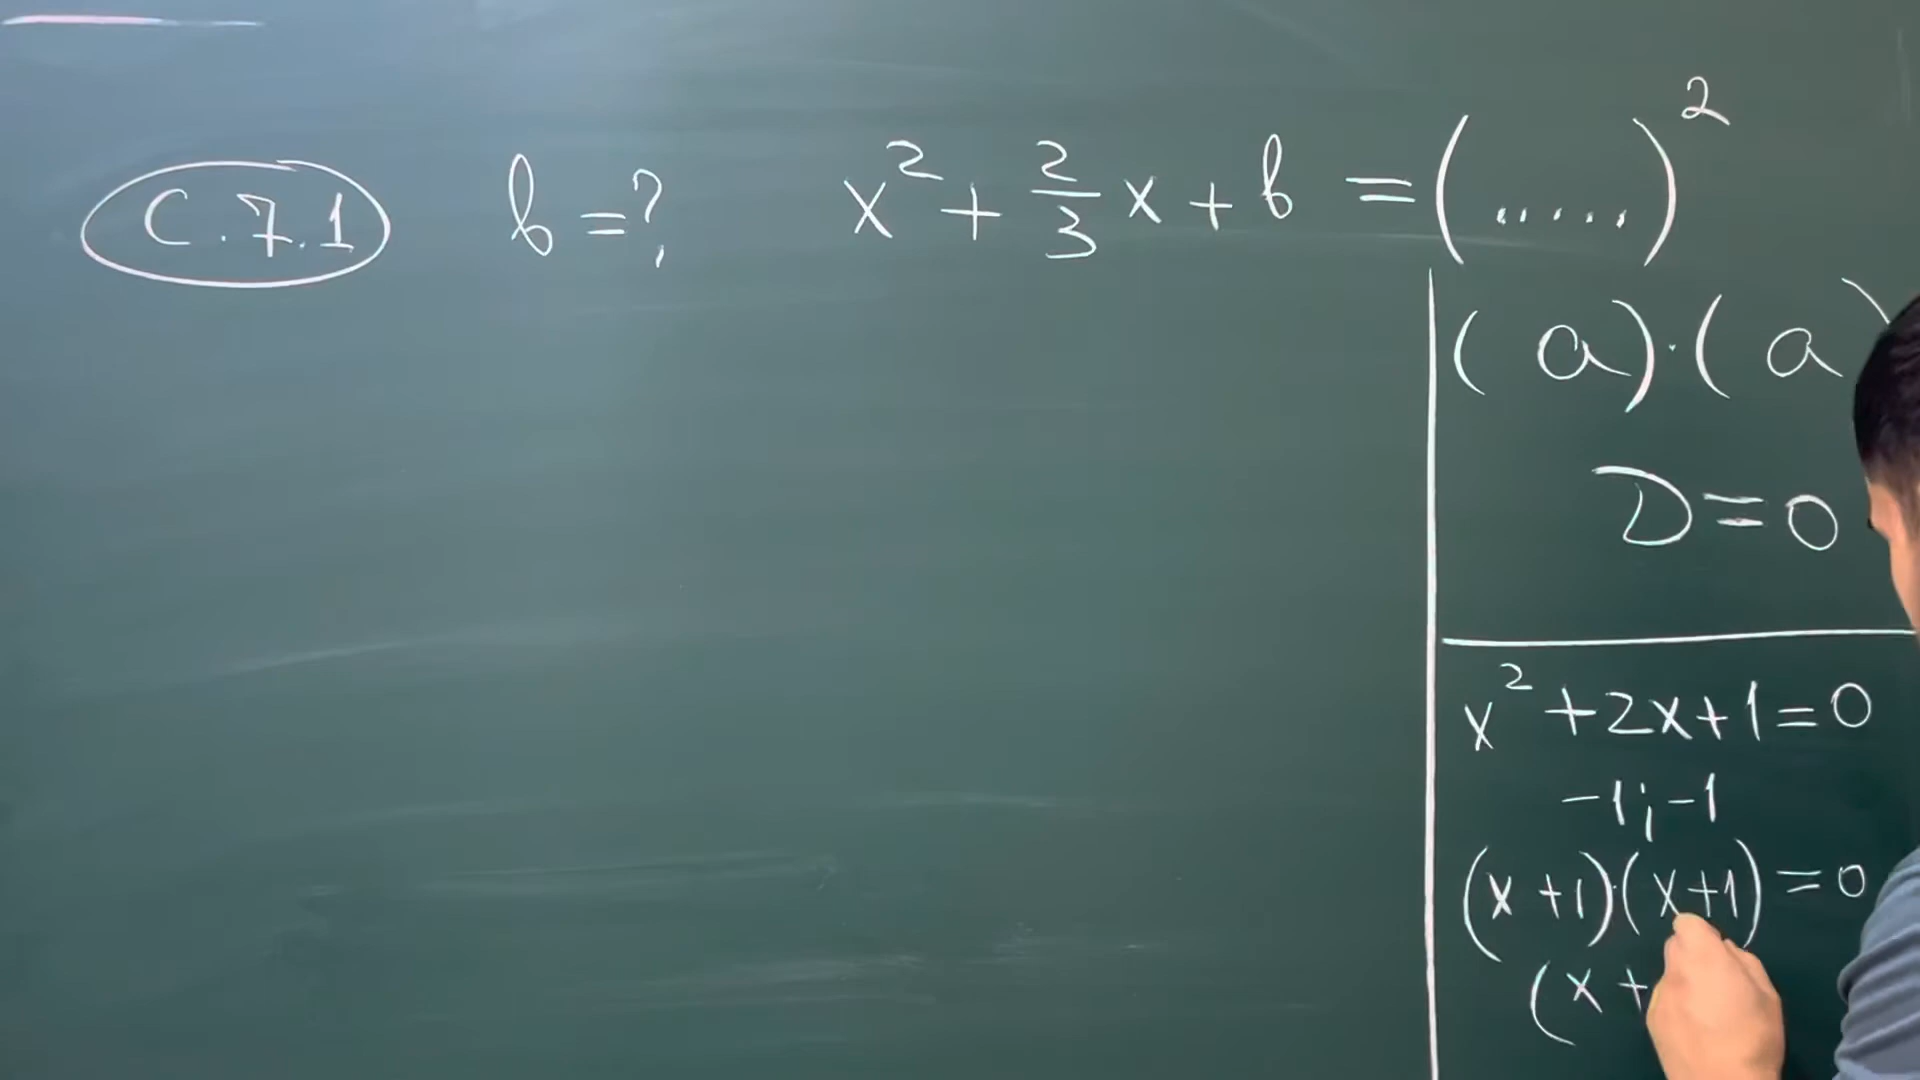 C.7.1 b=? x² + 2/3 x + b = (.....)²
(a)·(a
D=0
x²+2x+1=0
-1;-1
(x+1)·(x+1)=0
(x+